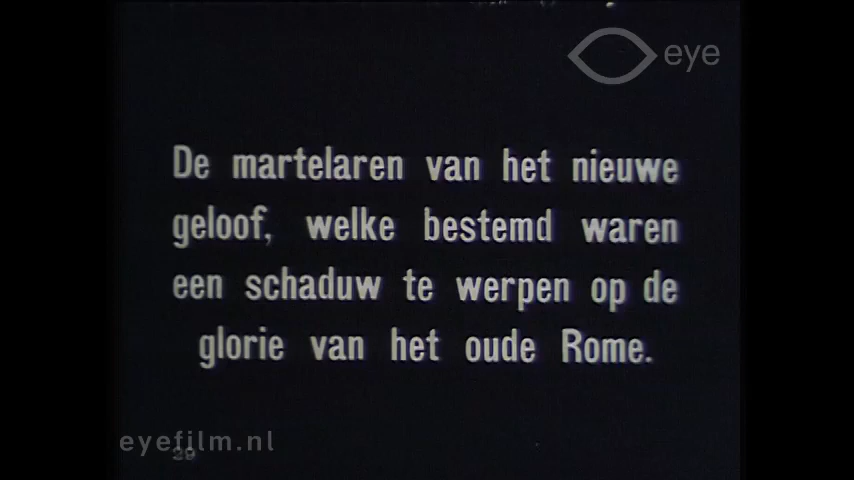 eye
De martelaren van het nieuwe
geloof, welke bestemd waren
een schaduw te werpen op de
glorie van het oude Rome.
eyefilm.nl
29